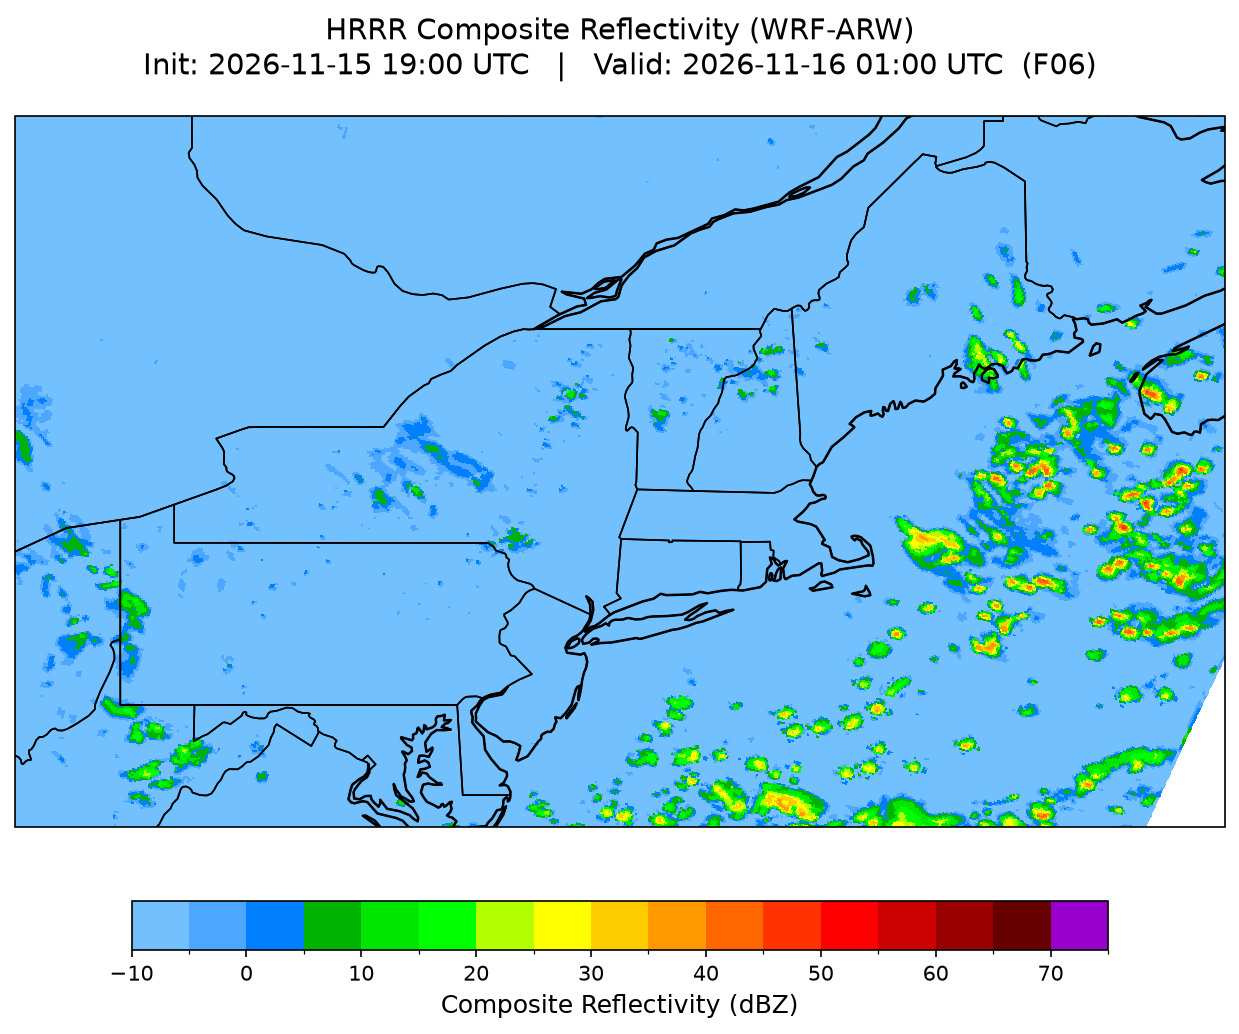 HRRR Composite Reflectivity (WRF-ARW)
Init: 2026-11-15 19:00 UTC   |   Valid: 2026-11-16 01:00 UTC  (F06)
−10 0 10 20 30 40 50 60 70
Composite Reflectivity (dBZ)